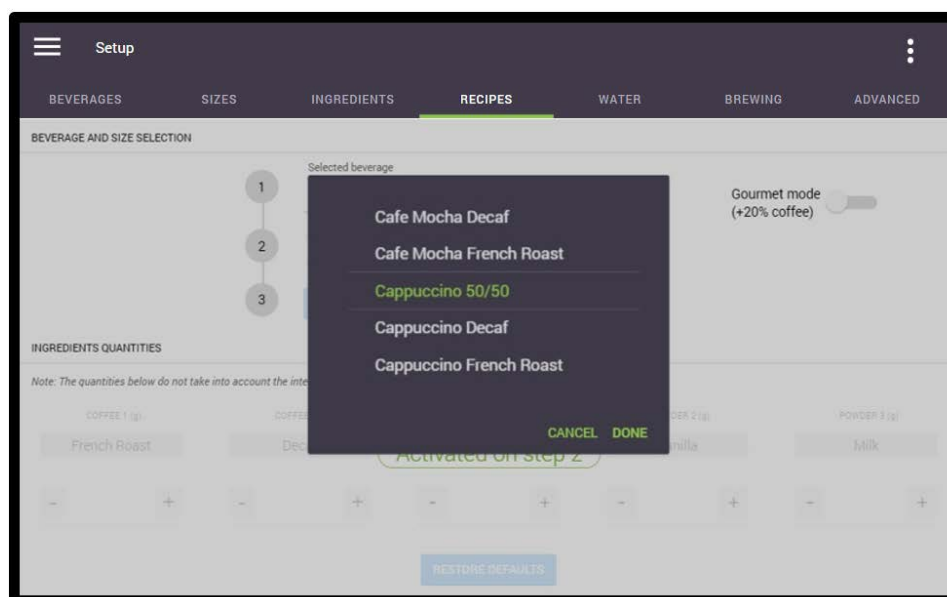 Setup
BEVERAGES SIZES INGREDIENTS RECIPES WATER BREWING ADVANCED
BEVERAGE AND SIZE SELECTION
Selected beverage
1
Gourmet mode
(+20% coffee)
2
3
Cafe Mocha Decaf
Cafe Mocha French Roast
Cappuccino 50/50
Cappuccino Decaf
Cappuccino French Roast
CANCEL DONE
INGREDIENTS QUANTITIES
Note: The quantities below do not take into account the
COFFEE 1 (g) POWDER 3 (g)
French Roast Milk
Activated on step 2
- + - + - + - + - +
RESTORE DEFAULTS